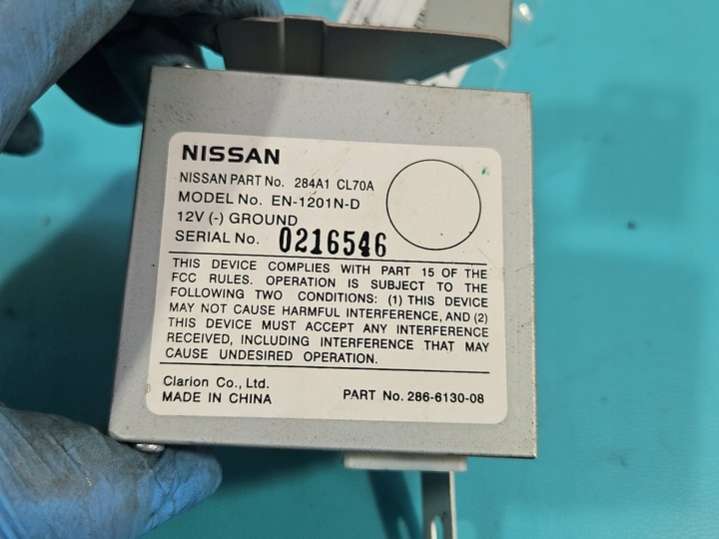 NISSAN
NISSAN PART No. 284A1 CL70A
MODEL No. EN-1201N-D
12V (-) GROUND
SERIAL No. 0216546
THIS DEVICE COMPLIES WITH PART 15 OF THE
FCC RULES. OPERATION IS SUBJECT TO THE
FOLLOWING TWO CONDITIONS: (1) THIS DEVICE
MAY NOT CAUSE HARMFUL INTERFERENCE, AND (2)
THIS DEVICE MUST ACCEPT ANY INTERFERENCE
RECEIVED, INCLUDING INTERFERENCE THAT MAY
CAUSE UNDESIRED OPERATION.
Clarion Co., Ltd.
MADE IN CHINA PART No. 286-6130-08